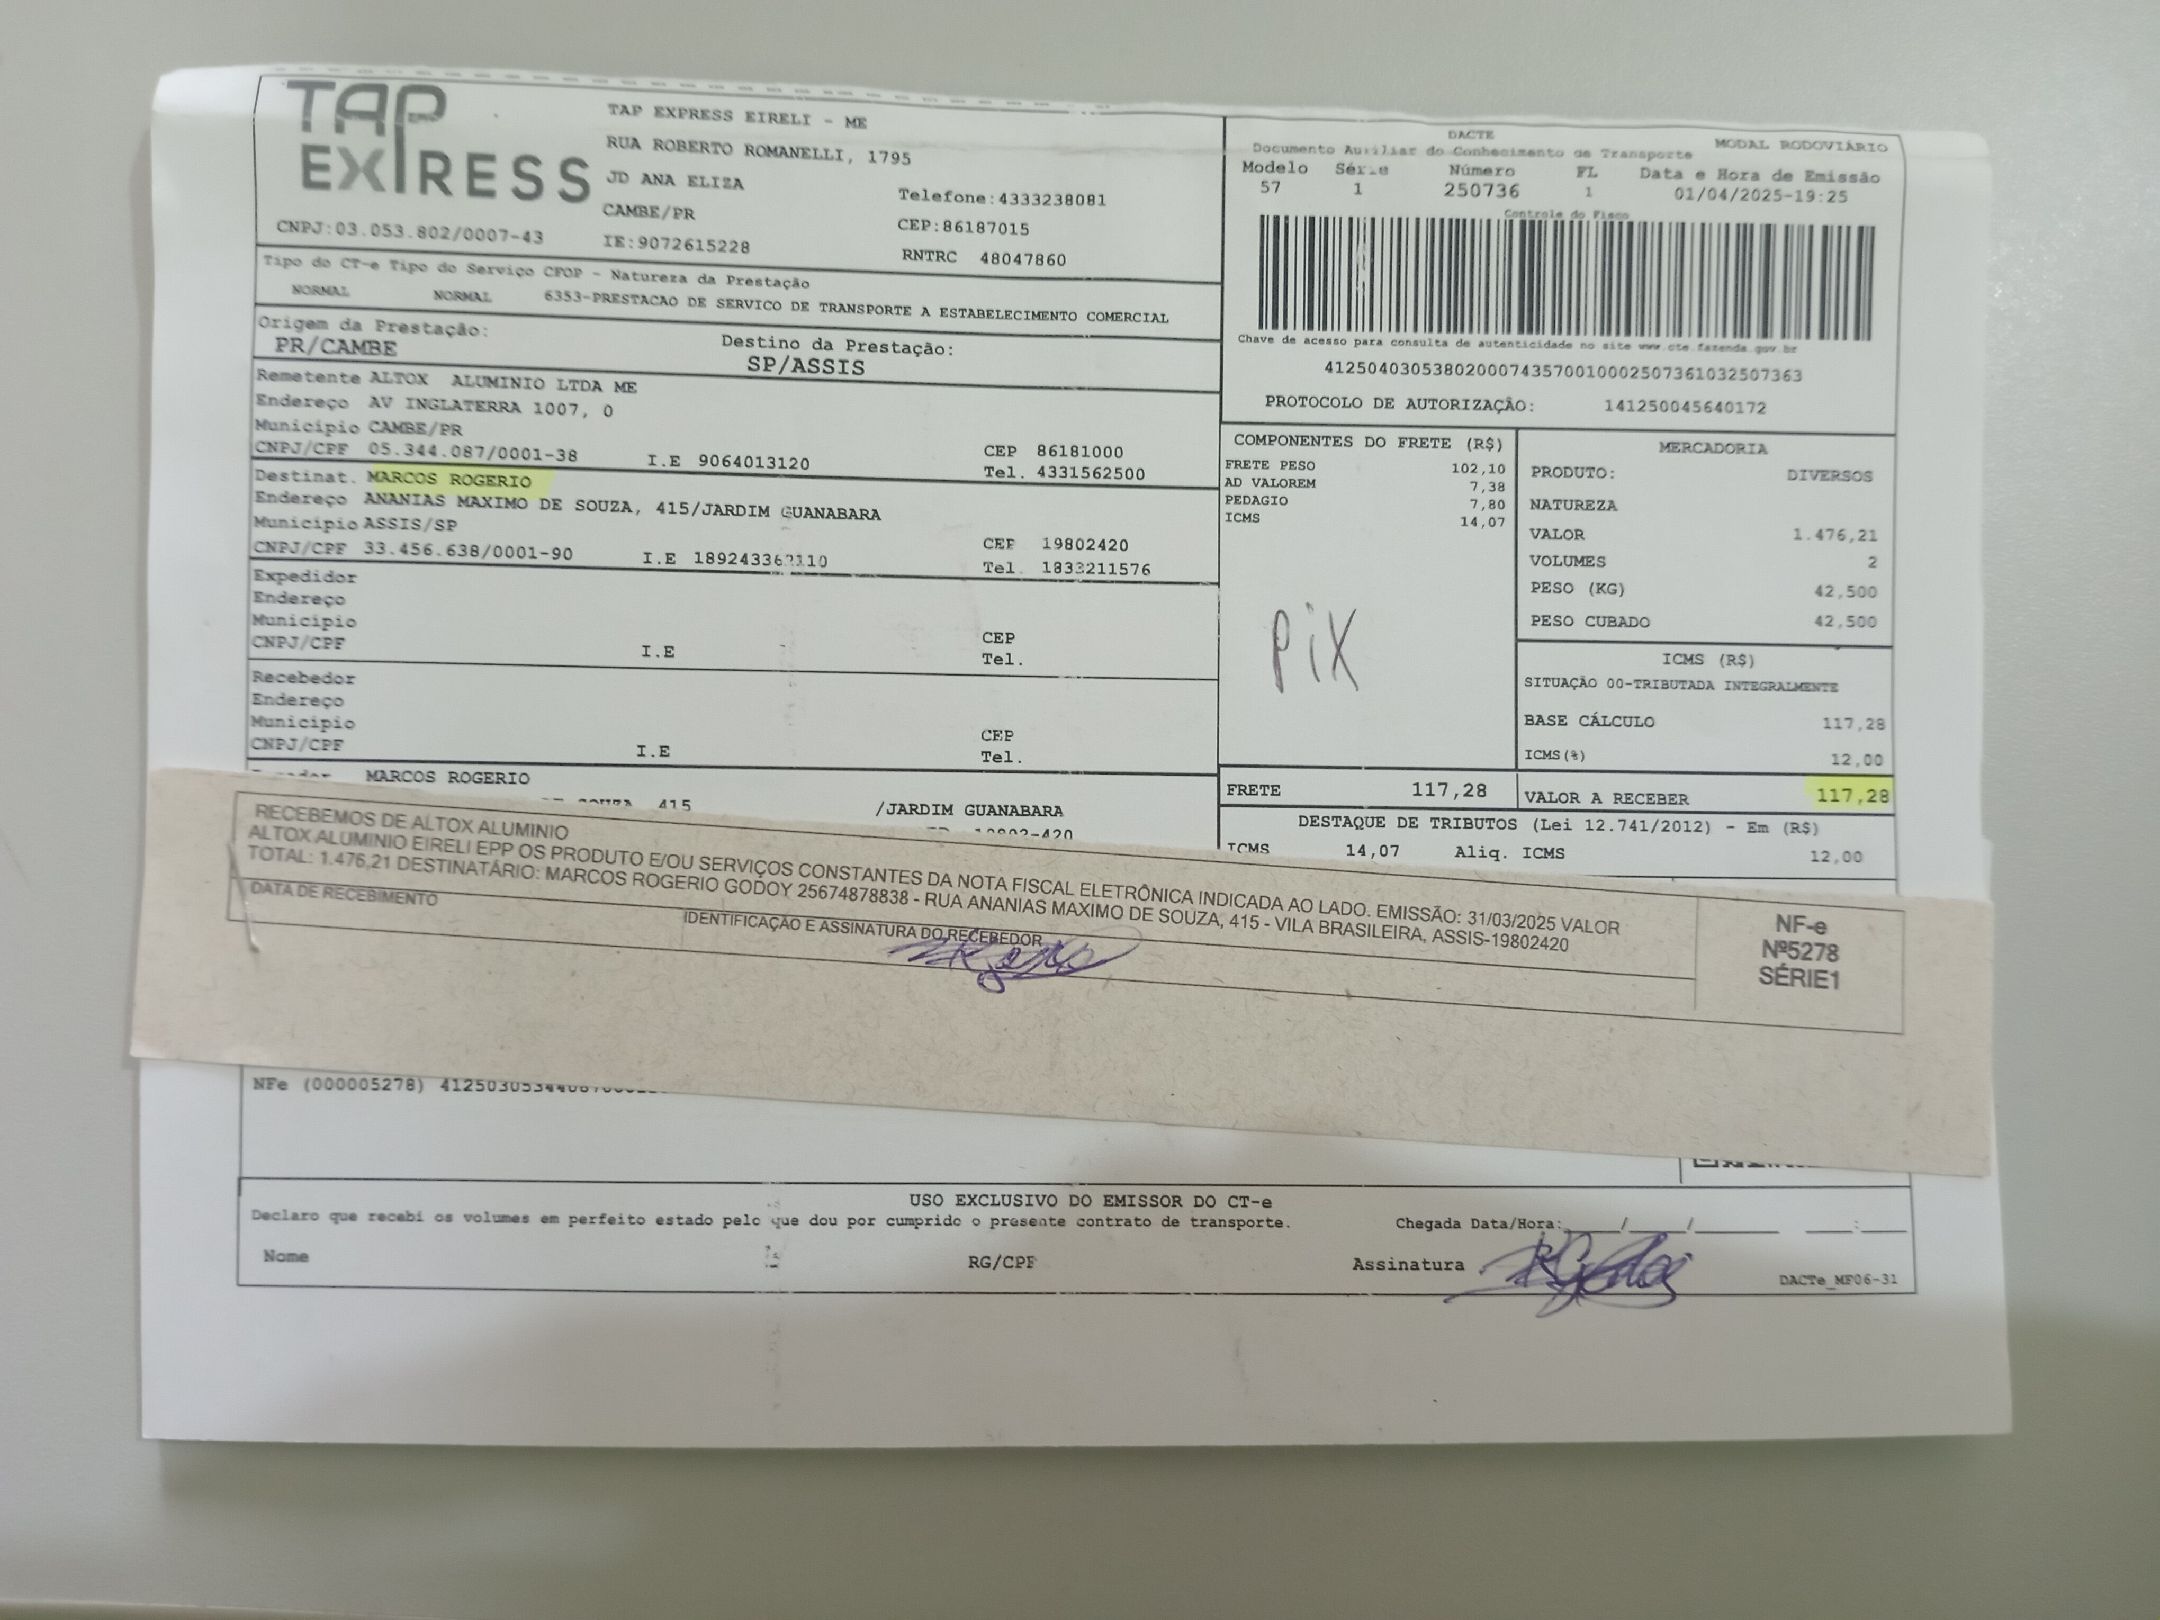 TAP EXPRESS
TAP EXPRESS EIRELI - ME
RUA ROBERTO ROMANELLI, 1795
JD ANA ELIZA
Telefone:4333238081
CAMBE/PR
CEP:86187015
CNPJ:03.053.802/0007-43
IE:9072615228
RNTRC 48047860
Tipo do CT-e Tipo do Serviço CFOP - Natureza da Prestação
NORMAL NORMAL 6353-PRESTACAO DE SERVICO DE TRANSPORTE A ESTABELECIMENTO COMERCIAL
Origem da Prestação: Destino da Prestação:
PR/CAMBE SP/ASSIS
Remetente ALTOX ALUMINIO LTDA ME
Endereço AV INGLATERRA 1007, 0
Municipio CAMBE/PR CEP 86181000
CNPJ/CPF 05.344.087/0001-38 I.E 9064013120 Tel. 4331562500
Destinat. MARCOS ROGERIO
Endereço ANANIAS MAXIMO DE SOUZA, 415/JARDIM GUANABARA
Municipio ASSIS/SP CEP 19802420
CNPJ/CPF 33.456.638/0001-90 I.E Tel. 1833211576
Expedidor
Endereço
Municipio CEP
CNPJ/CPF I.E Tel.
Recebedor
Endereço
Municipio CEP
CNPJ/CPF I.E Tel.
MARCOS ROGERIO
415 /JARDIM GUANABARA
DACTE MODAL RODOVIÁRIO
Documento Auxiliar do Conhecimento de Transporte
Modelo Série Número FL Data e Hora de Emissão
57 1 250736 1 01/04/2025-19:25
Controle do Fisco
Chave de acesso para consulta de autenticidade no site www.cte.fazenda.gov.br
41250403053802000743570010002507361032507363
PROTOCOLO DE AUTORIZAÇÃO: 141250045640172
COMPONENTES DO FRETE (R$)
FRETE PESO 102,10
AD VALOREM 7,38
PEDAGIO 7,80
ICMS 14,07
PIX
MERCADORIA
PRODUTO: DIVERSOS
NATUREZA
VALOR 1.476,21
VOLUMES 2
PESO (KG) 42,500
PESO CUBADO 42,500
ICMS (R$)
SITUAÇÃO 00-TRIBUTADA INTEGRALMENTE
BASE CÁLCULO 117,28
ICMS(%) 12,00
FRETE 117,28 VALOR A RECEBER 117,28
DESTAQUE DE TRIBUTOS (Lei 12.741/2012) - Em (R$)
ICMS 14,07 Aliq. ICMS 12,00
RECEBEMOS DE ALTOX ALUMINIO
ALTOX ALUMINIO EIRELI EPP OS PRODUTO E/OU SERVIÇOS CONSTANTES DA NOTA FISCAL ELETRÔNICA INDICADA AO LADO. EMISSÃO: 31/03/2025 VALOR
TOTAL: 1.476,21 DESTINATÁRIO: MARCOS ROGERIO GODOY 25674878838 - RUA ANANIAS MAXIMO DE SOUZA, 415 - VILA BRASILEIRA, ASSIS-19802420
DATA DE RECEBIMENTO IDENTIFICAÇÃO E ASSINATURA DO RECEBEDOR
NF-e
Nº5278
SÉRIE1
NFe (000005278)
USO EXCLUSIVO DO EMISSOR DO CT-e
Declaro que recebi os volumes em perfeito estado pelo que dou por cumprido o presente contrato de transporte. Chegada Data/Hora:____/____/________ ____:____
Nome RG/CPF Assinatura
DACTe_MF06-31